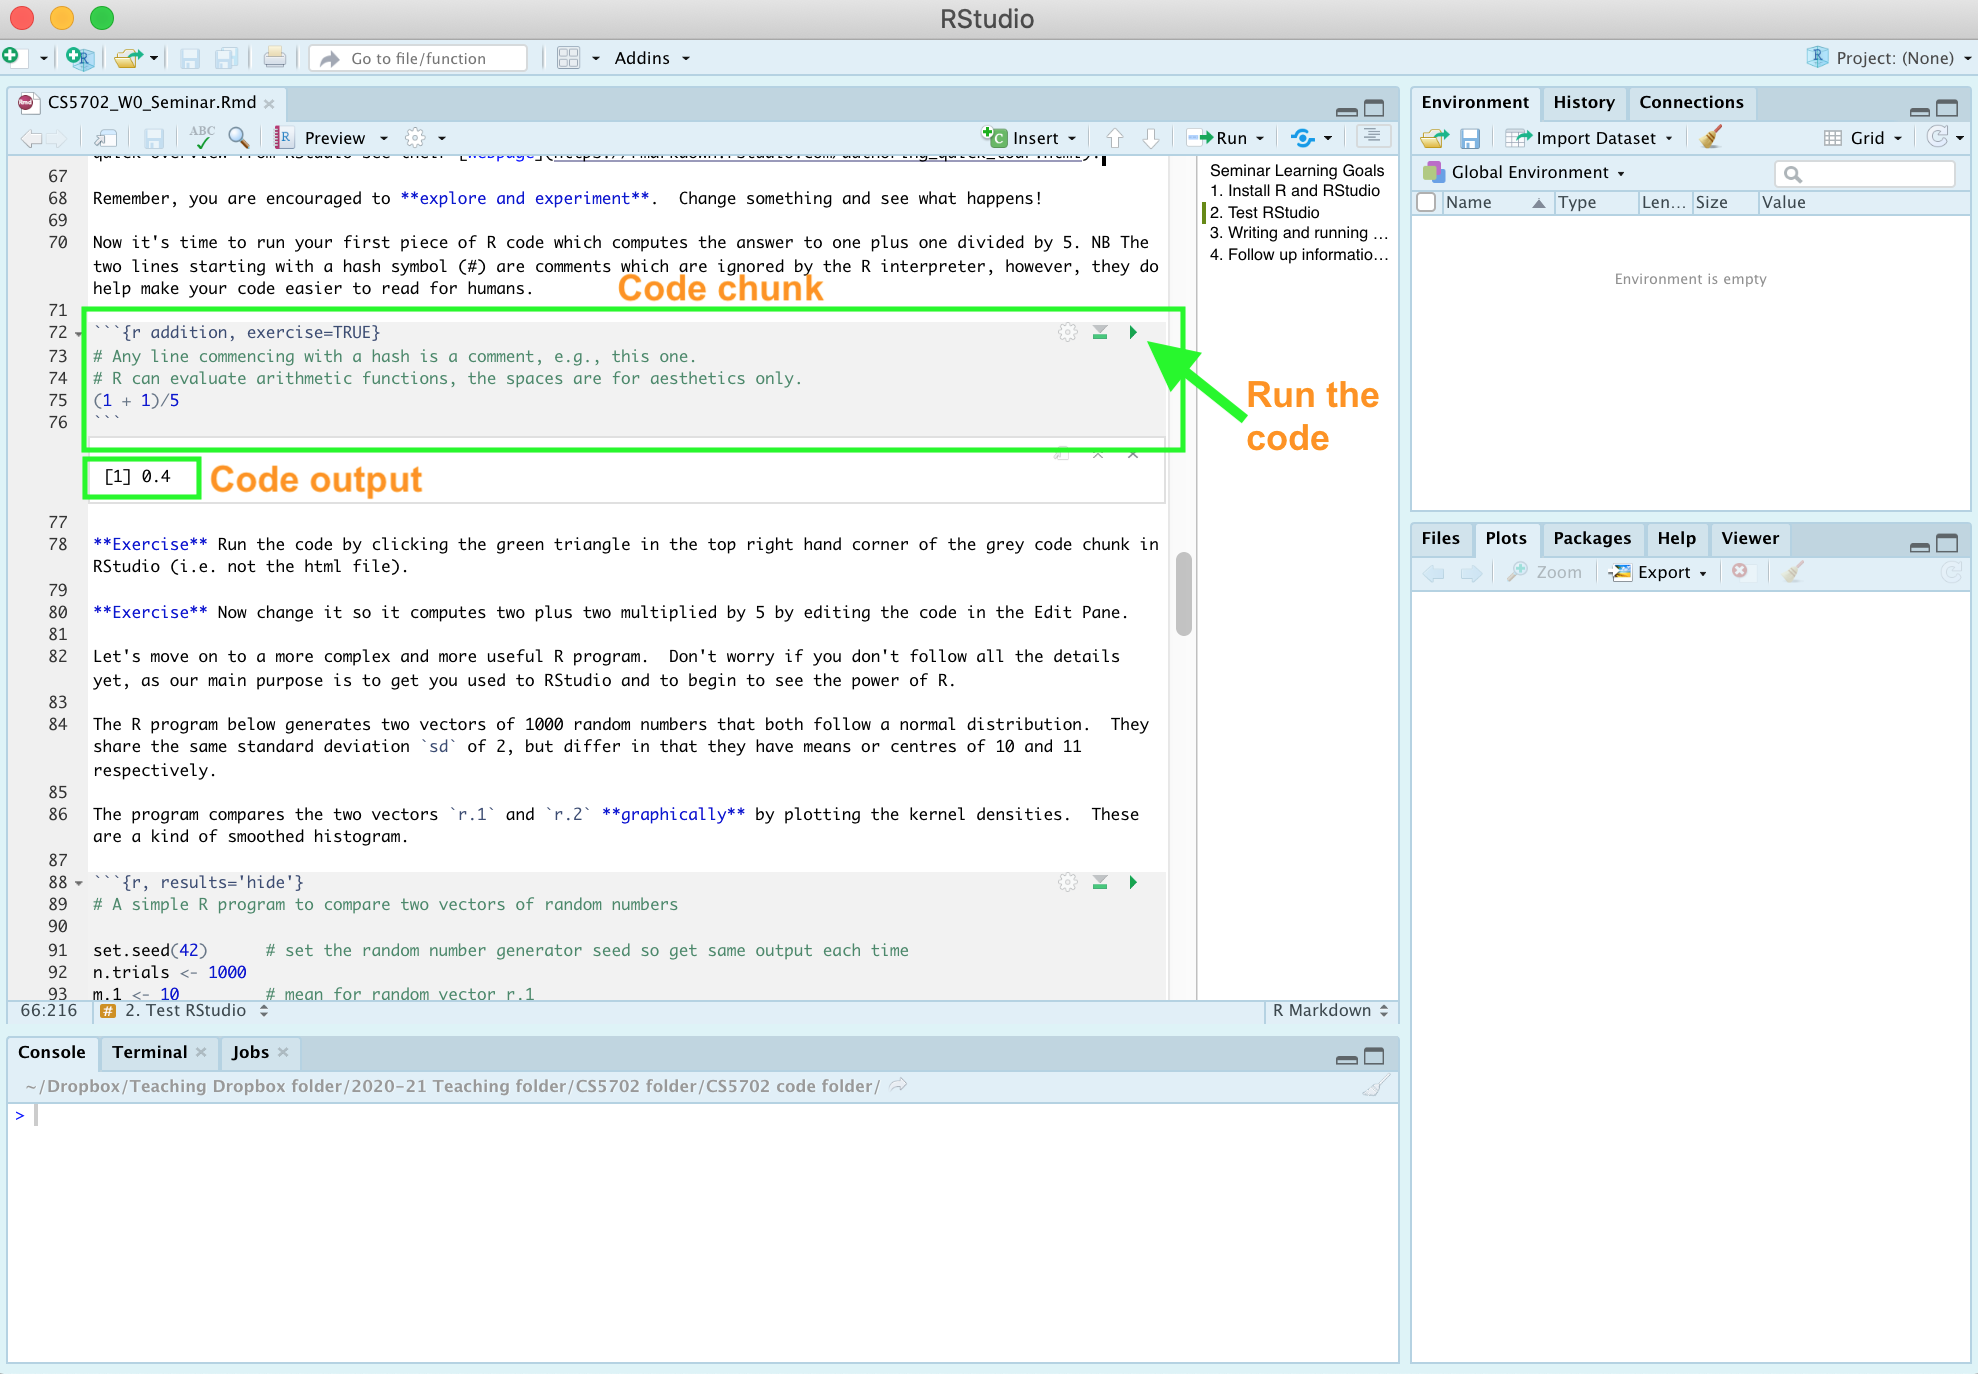 RStudio
Go to file/function
Addins
Project: (None)
CS5702_W0_Seminar.Rmd
ABC
Preview
Insert
Run
quick overview from RStudio see their [webpage](https://rmarkdown.rstudio.com/authoring_quick_tour.html).
67
68 Remember, you are encouraged to **explore and experiment**.  Change something and see what happens!
69
70 Now it's time to run your first piece of R code which computes the answer to one plus one divided by 5. NB The
two lines starting with a hash symbol (#) are comments which are ignored by the R interpreter, however, they do
help make your code easier to read for humans.
Code chunk
71
72 ```{r addition, exercise=TRUE}
73 # Any line commencing with a hash is a comment, e.g., this one.
74 # R can evaluate arithmetic functions, the spaces are for aesthetics only.
75 (1 + 1)/5
76 ```
Run the
code
[1] 0.4
Code output
77
78 **Exercise** Run the code by clicking the green triangle in the top right hand corner of the grey code chunk in
RStudio (i.e. not the html file).
79
80 **Exercise** Now change it so it computes two plus two multiplied by 5 by editing the code in the Edit Pane.
81
82 Let's move on to a more complex and more useful R program.  Don't worry if you don't follow all the details
yet, as our main purpose is to get you used to RStudio and to begin to see the power of R.
83
84 The R program below generates two vectors of 1000 random numbers that both follow a normal distribution.  They
share the same standard deviation `sd` of 2, but differ in that they have means or centres of 10 and 11
respectively.
85
86 The program compares the two vectors `r.1` and `r.2` **graphically** by plotting the kernel densities.  These
are a kind of smoothed histogram.
87
88 ```{r, results='hide'}
89 # A simple R program to compare two vectors of random numbers
90
91 set.seed(42)      # set the random number generator seed so get same output each time
92 n.trials <- 1000
93 m.1 <- 10         # mean for random vector r.1
66:216 # 2. Test RStudio
R Markdown
Seminar Learning Goals
1. Install R and RStudio
2. Test RStudio
3. Writing and running ...
4. Follow up informatio...
Console Terminal Jobs
~/Dropbox/Teaching Dropbox folder/2020-21 Teaching folder/CS5702 folder/CS5702 code folder/
>
Environment History Connections
Import Dataset
Grid
Global Environment
Name Type Len... Size Value
Environment is empty
Files Plots Packages Help Viewer
Zoom Export